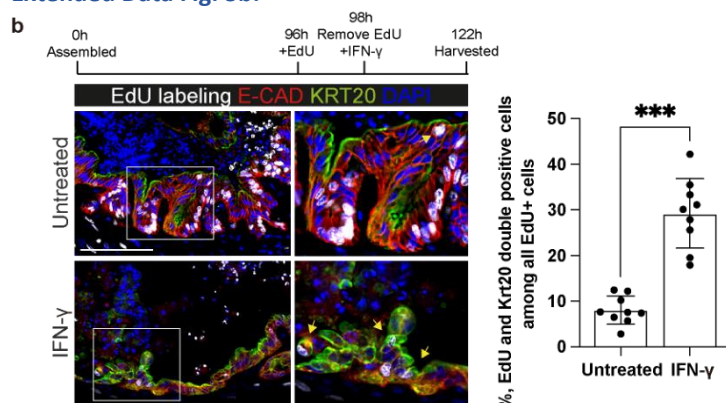 b
0h
Assembled
96h
+EdU
98h
Remove EdU
+IFN-γ
122h
Harvested
EdU labeling E-CAD KRT20 DAPI
Untreated
IFN-γ
%, EdU and Krt20 double positive cells
among all EdU+ cells
50
40
30
20
10
0
***
Untreated
IFN-γ